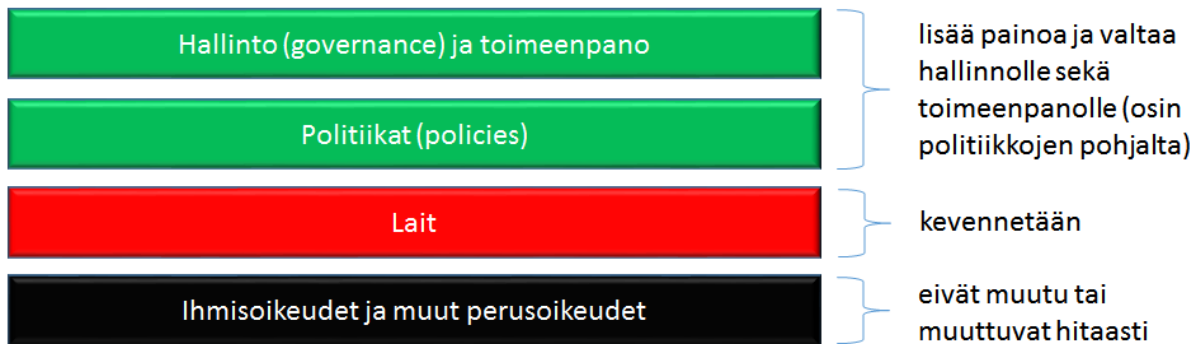 Hallinto (governance) ja toimeenpano
lisää painoa ja valtaa
hallinnolle sekä
toimeenpanolle (osin
politiikkojen pohjalta)
Politiikat (policies)
Lait
kevennetään
Ihmisoikeudet ja muut perusoikeudet
eivät muutu tai
muuttuvat hitaasti